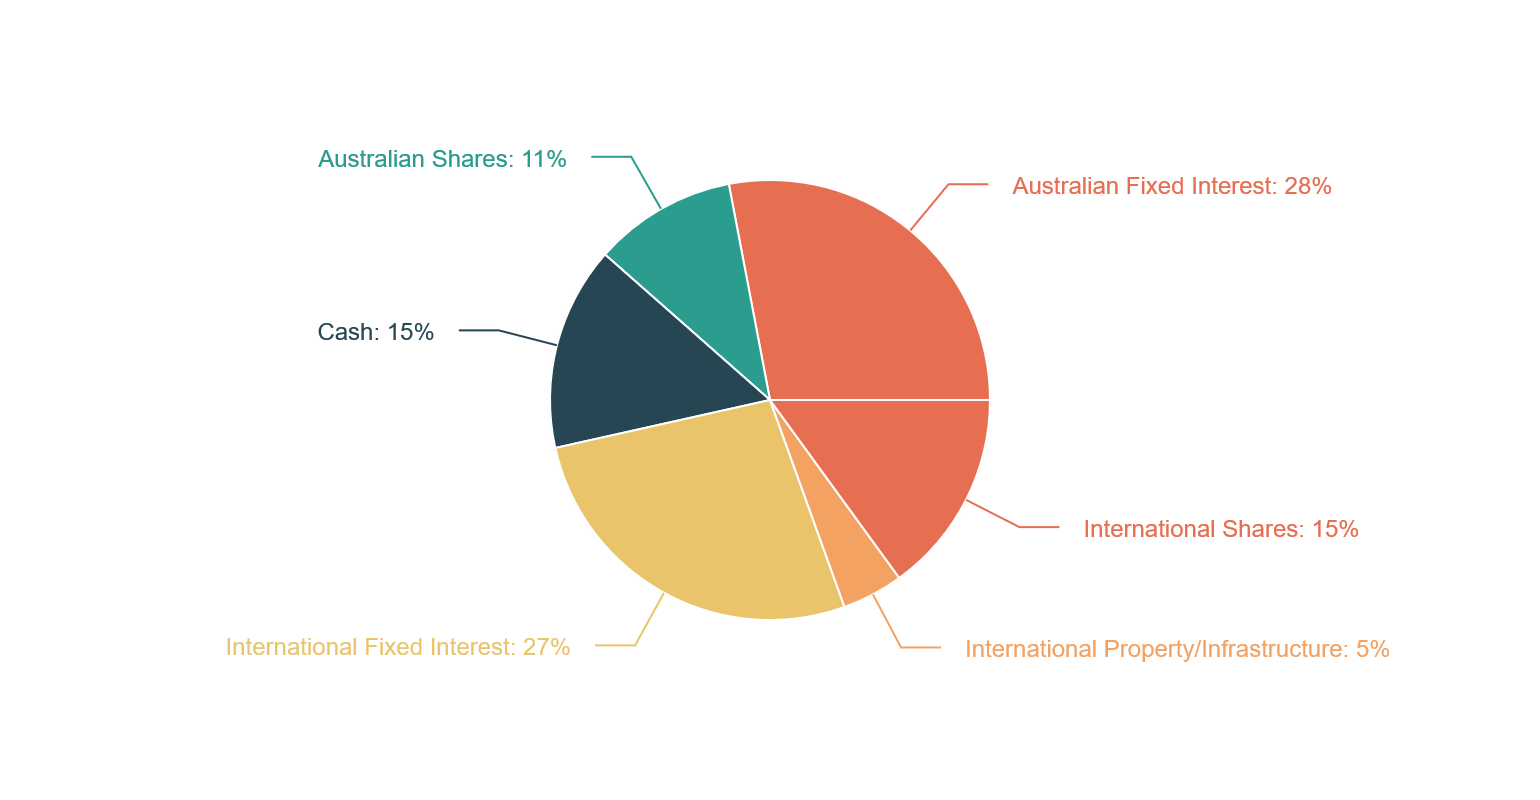 Australian Shares: 11%
Australian Fixed Interest: 28%
Cash: 15%
International Shares: 15%
International Fixed Interest: 27%
International Property/Infrastructure: 5%